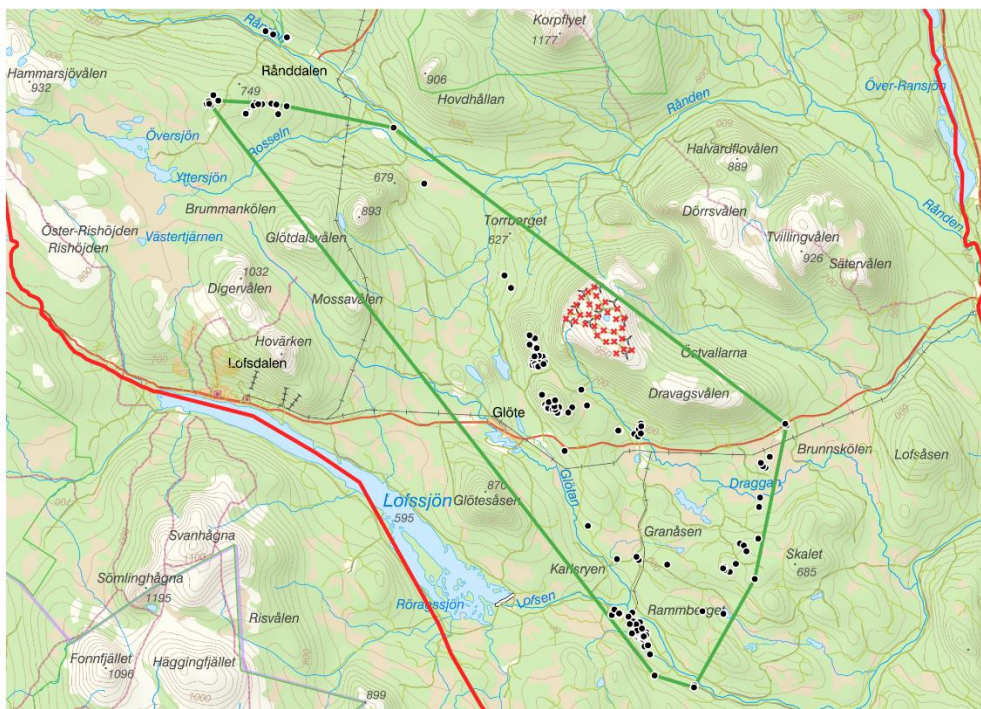 Korpflyet
1177
Rånddalen
Hammarsjövålen
932
749
906
Hovdhållan
Över-Ransjön
Rånden
Översjön
Rosseln
Halvardflovålen
889
Yttersjön
679
Brummankölen
893
Torrberget
627
Dörrsvålen
Rånden
Öster-Rishöjden
Rishöjden
Västertjärnen
Glötdalsvålen
Tvillingvålen
926
Sätervålen
1032
Digervålen
Mossavålen
Hovärken
Östvallarna
Lofsdalen
Dravagsvålen
Glöte
Brunnskölen
Lofsåsen
Draggan
Lofssjön
595
870
Glötesåsen
Glötan
Granåsen
Svanhågna
Skalet
685
Karlsryen
Sömlinghågna
1195
Röragssjön
Lofsen
Rammberget
Risvålen
Fonnfjället
1096
Häggingfjället
899
1000